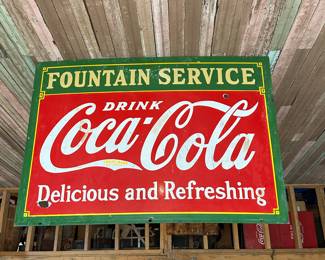 FOUNTAIN SERVICE
DRINK
Coca-Cola
Delicious and Refreshing